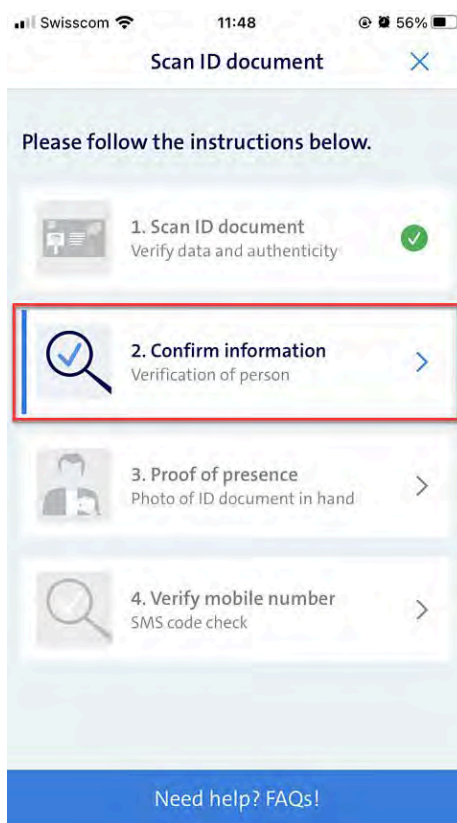 Swisscom 11:48 56%
Scan ID document
Please follow the instructions below.
1. Scan ID document
Verify data and authenticity
2. Confirm information
Verification of person
3. Proof of presence
Photo of ID document in hand
4. Verify mobile number
SMS code check
Need help? FAQs!